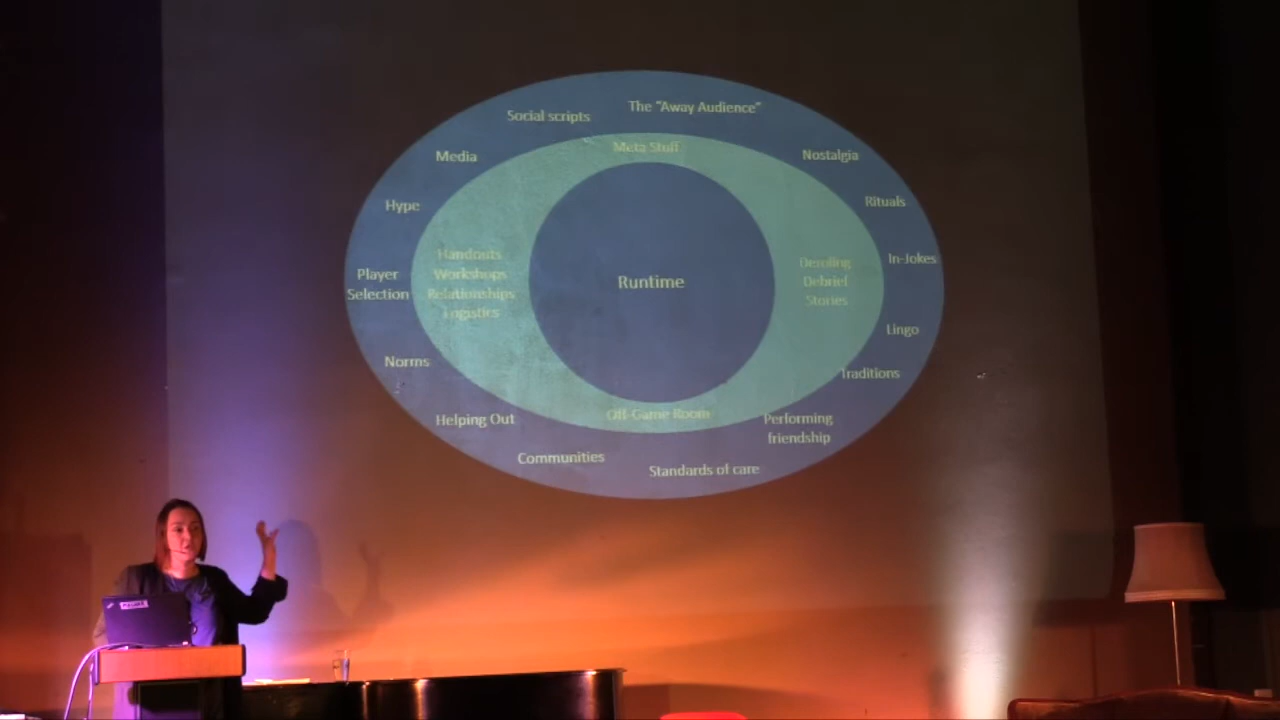 The "Away Audience"
Social scripts
Meta Stuff
Media
Nostalgia
Hype
Rituals
Handouts
Workshops
Relationships
Logistics
Player
Selection
Runtime
Deroling
Debrief
Stories
In-Jokes
Lingo
Norms
Traditions
Off-Game Room
Helping Out
Performing
friendship
Communities
Standards of care